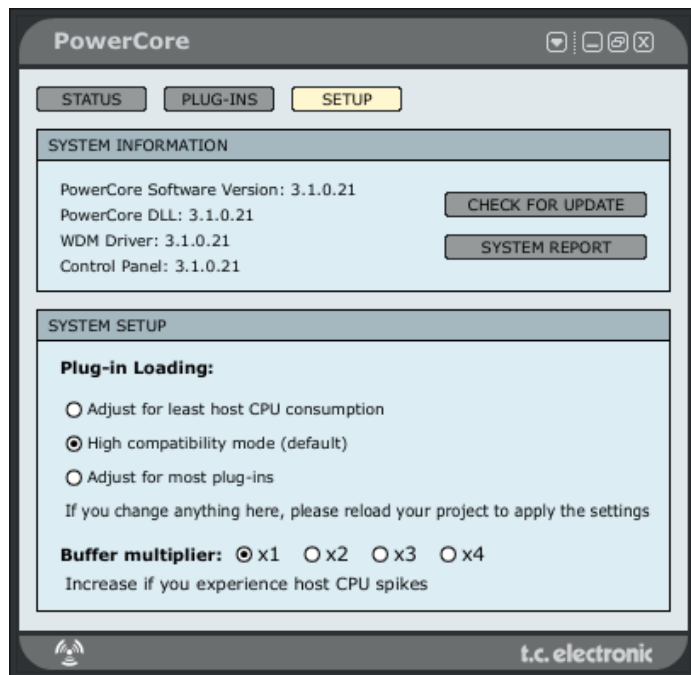 PowerCore
STATUS PLUG-INS SETUP
SYSTEM INFORMATION
PowerCore Software Version: 3.1.0.21
PowerCore DLL: 3.1.0.21
WDM Driver: 3.1.0.21
Control Panel: 3.1.0.21
CHECK FOR UPDATE
SYSTEM REPORT
SYSTEM SETUP
Plug-in Loading:
Adjust for least host CPU consumption
High compatibility mode (default)
Adjust for most plug-ins
If you change anything here, please reload your project to apply the settings
Buffer multiplier: x1 x2 x3 x4
Increase if you experience host CPU spikes
t.c. electronic